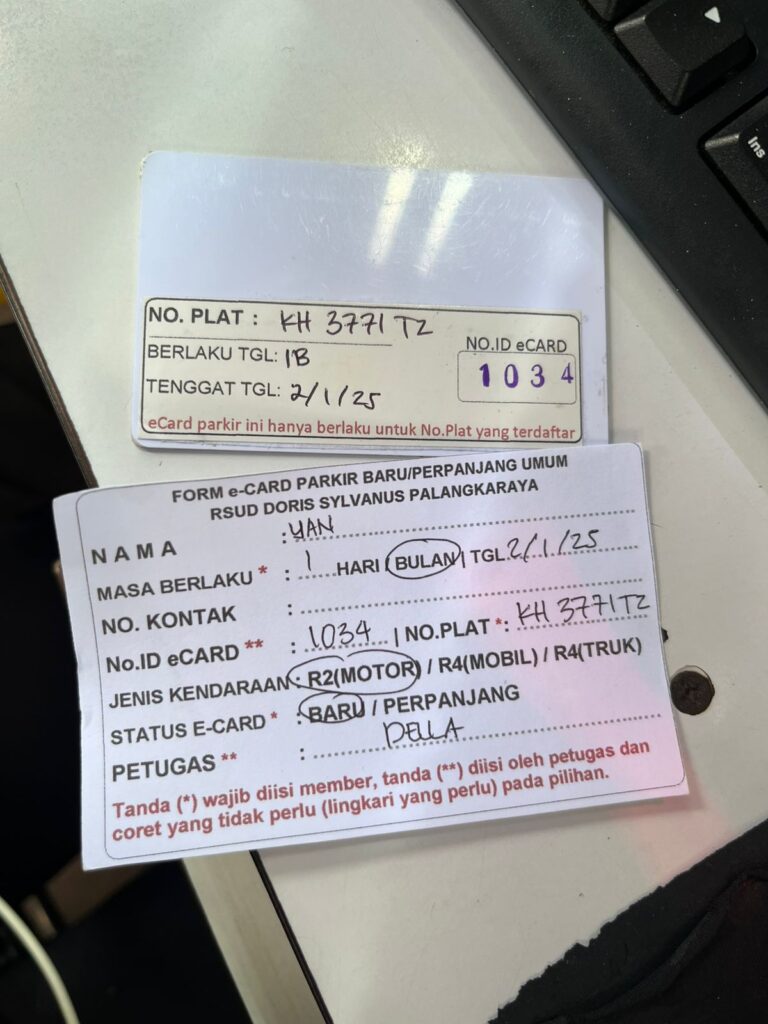 NO. PLAT : KH 3771 TZ
BERLAKU TGL: 1B
TENGGAT TGL: 2/1/25
NO.ID eCARD
1034
eCard parkir ini hanya berlaku untuk No.Plat yang terdaftar
FORM e-CARD PARKIR BARU/PERPANJANG UMUM
RSUD DORIS SYLVANUS PALANGKARAYA
NAMA : YAN
MASA BERLAKU * : 1 HARI / BULAN | TGL 2/1/25
NO. KONTAK :
No.ID eCARD ** : 1034 | NO.PLAT *: KH 3771 TZ
JENIS KENDARAAN : R2(MOTOR) / R4(MOBIL) / R4(TRUK)
STATUS E-CARD * : BARU / PERPANJANG
PETUGAS ** : DELLA
Tanda (*) wajib diisi member, tanda (**) diisi oleh petugas dan
coret yang tidak perlu (lingkari yang perlu) pada pilihan.
Ins